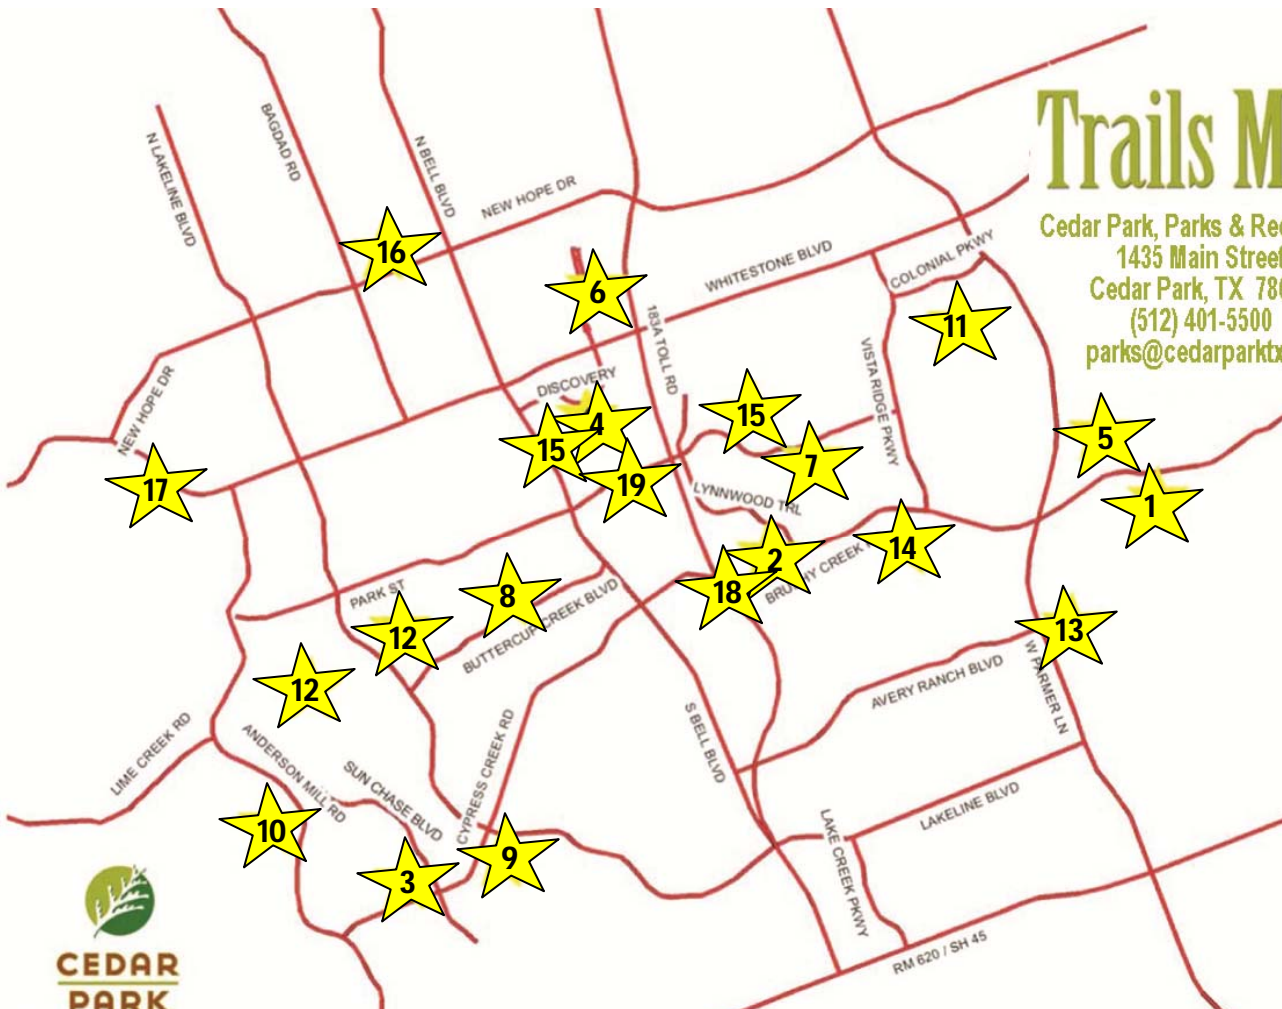 Trails M
Cedar Park, Parks & Rec
1435 Main Street
Cedar Park, TX 78
(512) 401-5500
parks@cedarparktx
N LAKELINE BLVD
BAGDAD RD
N BELL BLVD
NEW HOPE DR
WHITESTONE BLVD
COLONIAL PKWY
16
6
11
183A TOLL RD
VISTA RIDGE PKWY
NEW HOPE DR
DISCOVERY
4
15
15
5
7
17
19
LYNNWOOD TRL
1
14
2
BRUSHY CREEK
18
PARK ST
8
12
BUTTERCUP CREEK BLVD
13
12
AVERY RANCH BLVD
W PARMER LN
LIME CREEK RD
ANDERSON MILL RD
SUN CHASE BLVD
CYPRESS CREEK RD
S BELL BLVD
10
3
9
LAKE CREEK PKWY
LAKELINE BLVD
RM 620 / SH 45
CEDAR
PARK